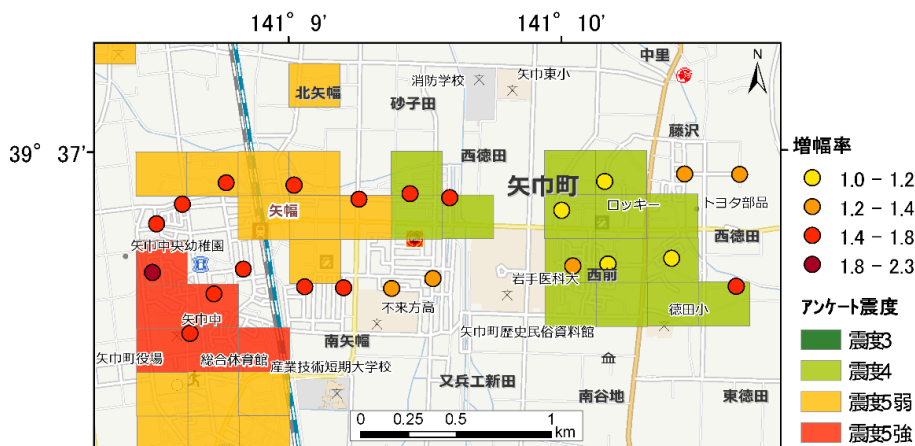 141° 9'
141° 10'
39° 37'
N
中里
消防学校
矢巾東小
北矢幅
砂子田
藤沢
西徳田
矢巾町
ロッキー
トヨタ部品
矢幅
西徳田
矢巾中央幼稚園
岩手医科大
西前
不来方高
徳田小
矢巾中
矢巾町歴史民俗資料館
南矢幅
矢巾町役場
総合体育館
産業技術短期大学校
又兵工新田
南谷地
東徳田
0 0.25 0.5 1
km
増幅率
1.0 - 1.2
1.2 - 1.4
1.4 - 1.8
1.8 - 2.3
アンケート震度
震度3
震度4
震度5弱
震度5強